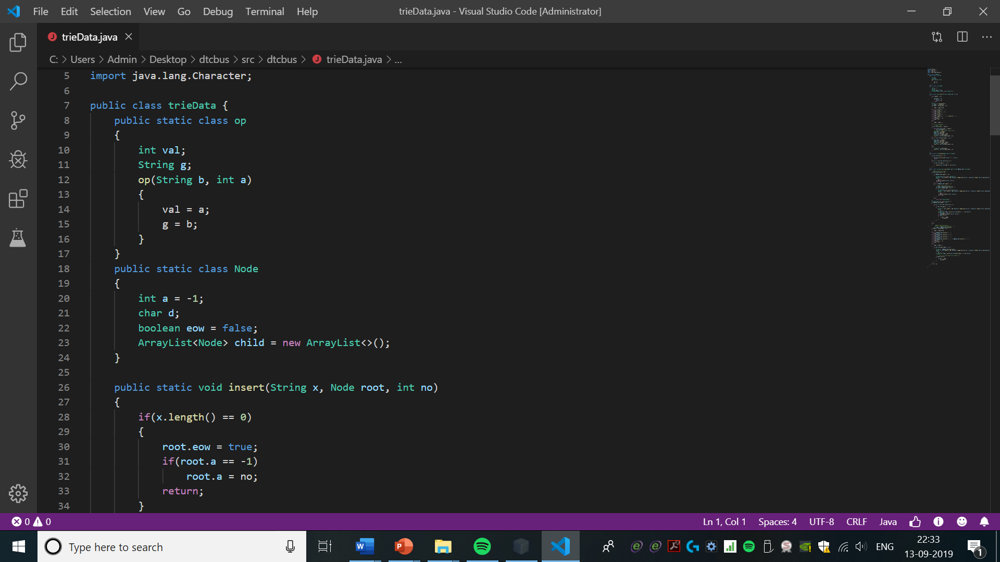 File Edit Selection View Go Debug Terminal Help
trieData.java - Visual Studio Code [Administrator]
trieData.java
C: > Users > Admin > Desktop > dtcbus > src > dtcbus > trieData.java > ...
5 import java.lang.Character;
6
7 public class trieData {
8 public static class op
9 {
10 int val;
11 String g;
12 op(String b, int a)
13 {
14 val = a;
15 g = b;
16 }
17 }
18 public static class Node
19 {
20 int a = -1;
21 char d;
22 boolean eow = false;
23 ArrayList<Node> child = new ArrayList<>();
24 }
25
26 public static void insert(String x, Node root, int no)
27 {
28 if(x.length() == 0)
29 {
30 root.eow = true;
31 if(root.a == -1)
32 root.a = no;
33 return;
34 }
0 0
Ln 1, Col 1 Spaces: 4 UTF-8 CRLF Java
Type here to search
ENG
22:33
13-09-2019
1